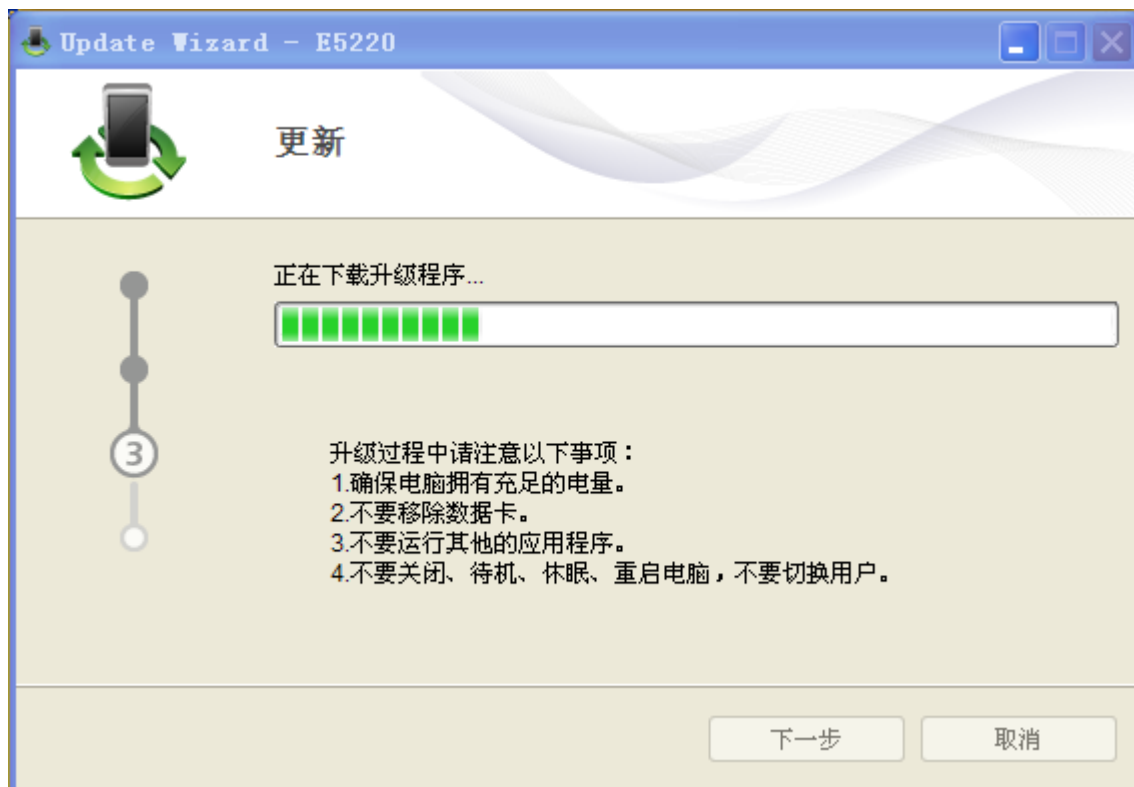 Update Wizard - E5220
更新
正在下载升级程序...
3
升级过程中请注意以下事项：
1.确保电脑拥有充足的电量。
2.不要移除数据卡。
3.不要运行其他的应用程序。
4.不要关闭、待机、休眠、重启电脑，不要切换用户。
下一步
取消